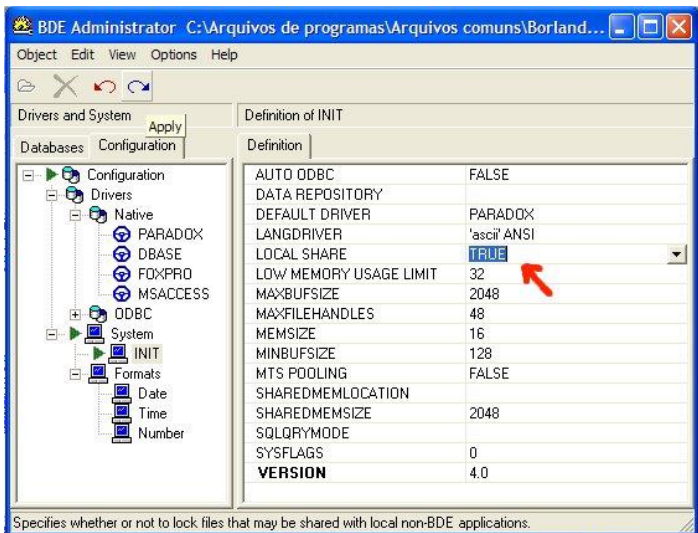 BDE Administrator C:\Arquivos de programas\Arquivos comuns\Borland...
Object Edit View Options Help
Drivers and System
Definition of INIT
Apply
Databases Configuration
Definition
Configuration
Drivers
Native
PARADOX
DBASE
FOXPRO
MSACCESS
ODBC
System
INIT
Formats
Date
Time
Number
AUTO ODBC FALSE
DATA REPOSITORY
DEFAULT DRIVER PARADOX
LANGDRIVER 'ascii' ANSI
LOCAL SHARE TRUE
LOW MEMORY USAGE LIMIT 32
MAXBUFSIZE 2048
MAXFILEHANDLES 48
MEMSIZE 16
MINBUFSIZE 128
MTS POOLING FALSE
SHAREDMEMLOCATION
SHAREDMEMSIZE 2048
SQLQRYMODE
SYSFLAGS 0
VERSION 4.0
Specifies whether or not to lock files that may be shared with local non-BDE applications.